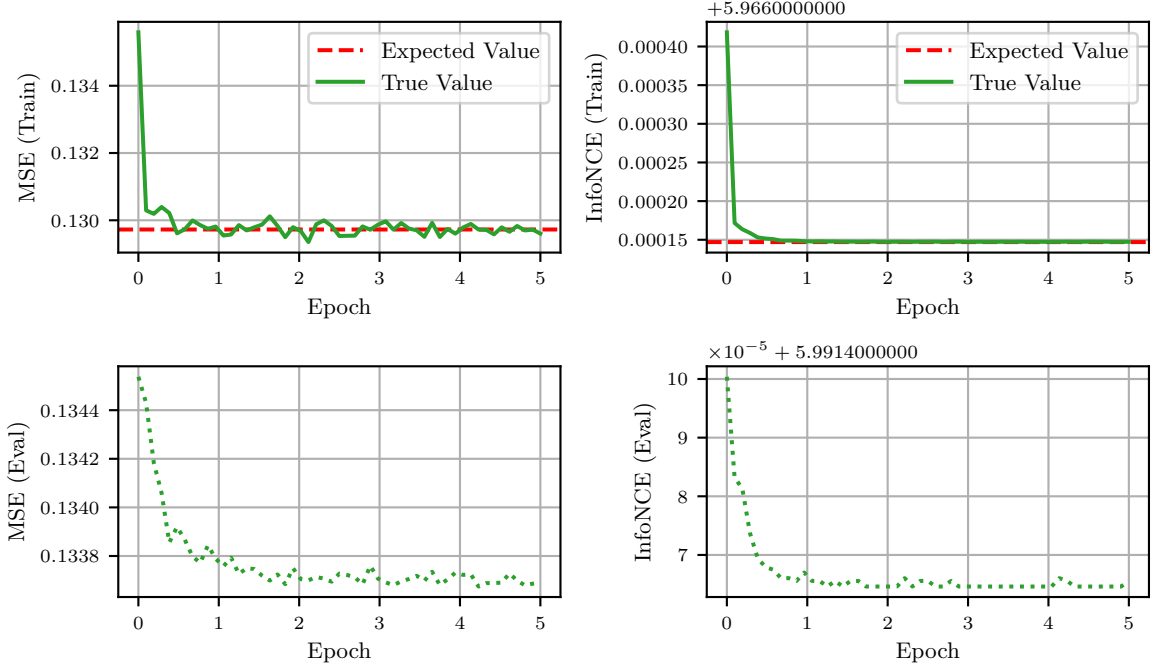 MSE (Train)
0.134
0.132
0.130
0 1 2 3 4 5
Epoch
Expected Value
True Value
+5.9660000000
InfoNCE (Train)
0.00040
0.00035
0.00030
0.00025
0.00020
0.00015
0 1 2 3 4 5
Epoch
Expected Value
True Value
MSE (Eval)
0.1344
0.1342
0.1340
0.1338
0 1 2 3 4 5
Epoch
×10⁻⁵ + 5.9914000000
InfoNCE (Eval)
10
9
8
7
0 1 2 3 4 5
Epoch